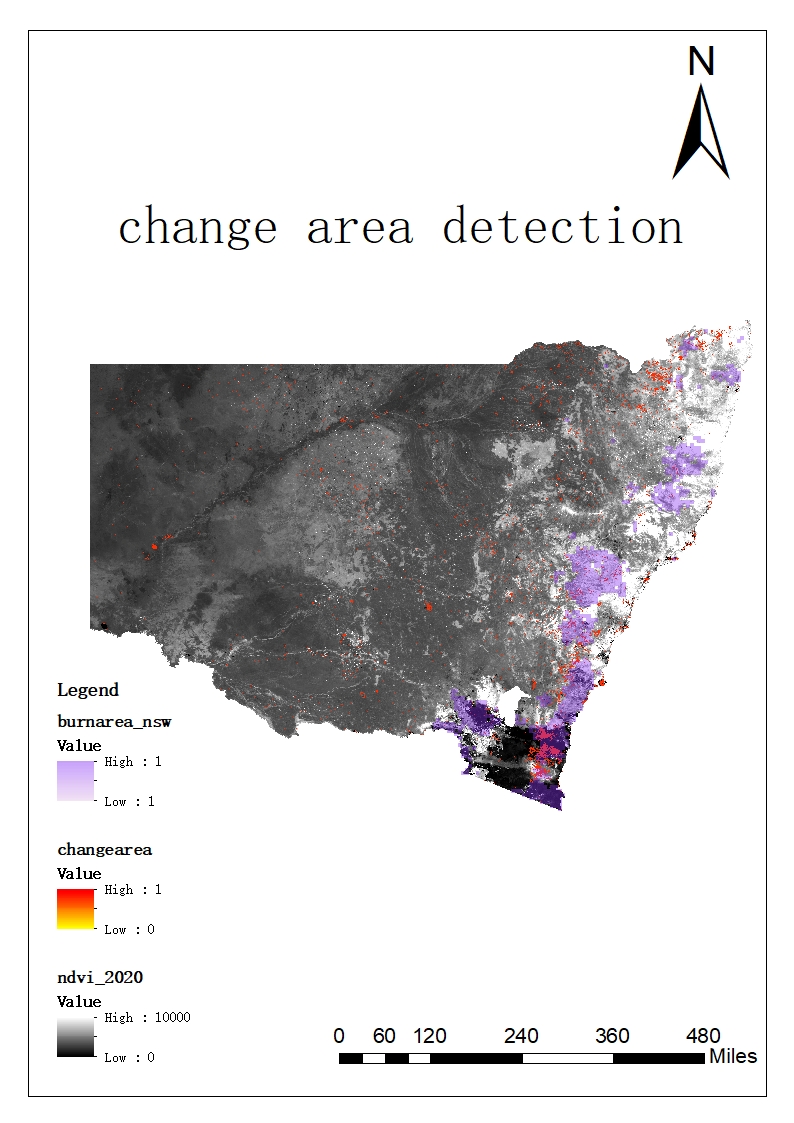 N
change area detection
Legend
burnarea_nsw
Value
High : 1
Low : 1
changearea
Value
High : 1
Low : 0
ndvi_2020
Value
High : 10000
Low : 0
0 60 120 240 360 480
Miles